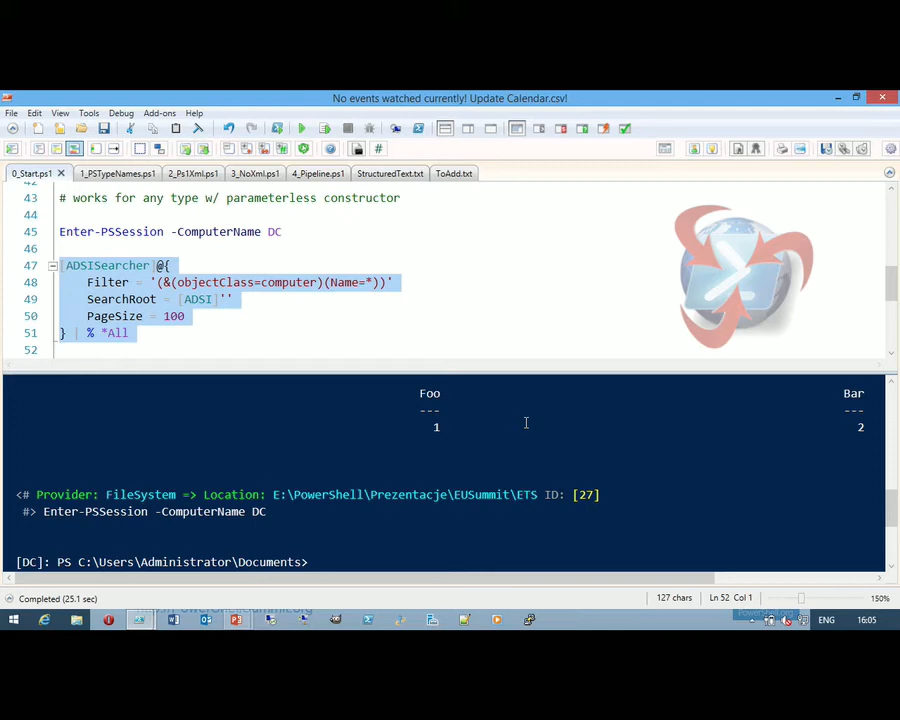 No events watched currently! Update Calendar.csv!
File Edit View Tools Debug Add-ons Help
0_Start.ps1 1_PSTypeNames.ps1 2_Ps1Xml.ps1 3_NoXml.ps1 4_Pipeline.ps1 StructuredText.txt ToAdd.txt
42
43 # works for any type w/ parameterless constructor
44
45 Enter-PSSession -ComputerName DC
46
47 [ADSISearcher]@{
48 Filter = '(&(objectClass=computer)(Name=*))'
49 SearchRoot = [ADSI]''
50 PageSize = 100
51 } | % *All
52
Foo Bar
--- ---
1 2
<# Provider: FileSystem => Location: E:\PowerShell\Prezentacje\EUSummit\ETS ID: [27]
#> Enter-PSSession -ComputerName DC
[DC]: PS C:\Users\Administrator\Documents>
Completed (25.1 sec) 127 chars Ln 52 Col 1 150%
ENG 16:05